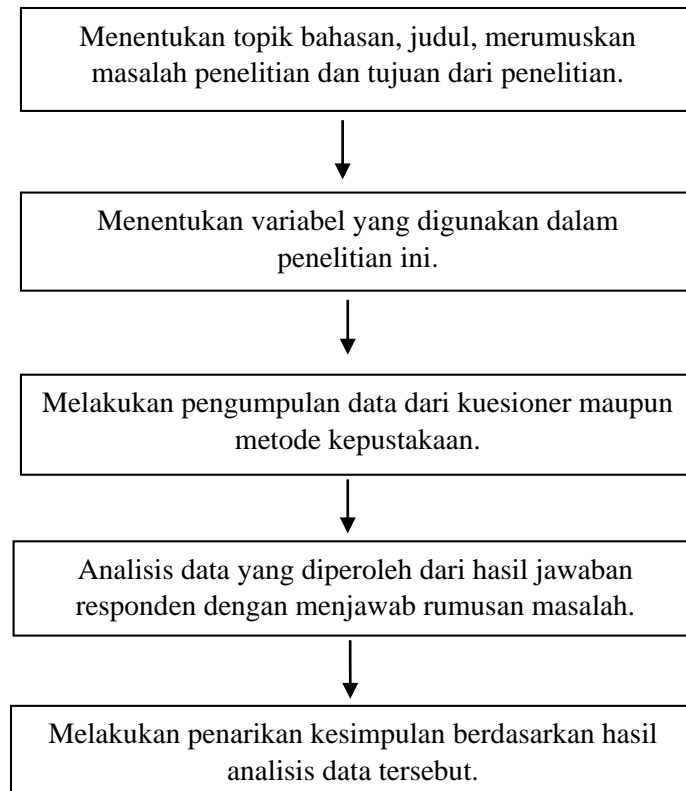 Menentukan topik bahasan, judul, merumuskan
masalah penelitian dan tujuan dari penelitian.
Menentukan variabel yang digunakan dalam
penelitian ini.
Melakukan pengumpulan data dari kuesioner maupun
metode kepustakaan.
Analisis data yang diperoleh dari hasil jawaban
responden dengan menjawab rumusan masalah.
Melakukan penarikan kesimpulan berdasarkan hasil
analisis data tersebut.